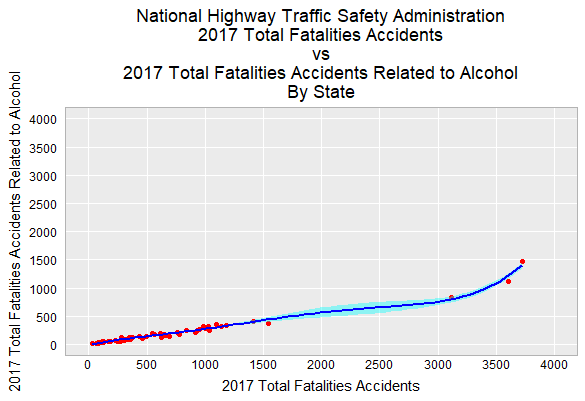 National Highway Traffic Safety Administration
2017 Total Fatalities Accidents
vs
2017 Total Fatalities Accidents Related to Alcohol
By State
2017 Total Fatalities Accidents Related to Alcohol
4000
3500
3000
2500
2000
1500
1000
500
0
0 500 1000 1500 2000 2500 3000 3500 4000
2017 Total Fatalities Accidents